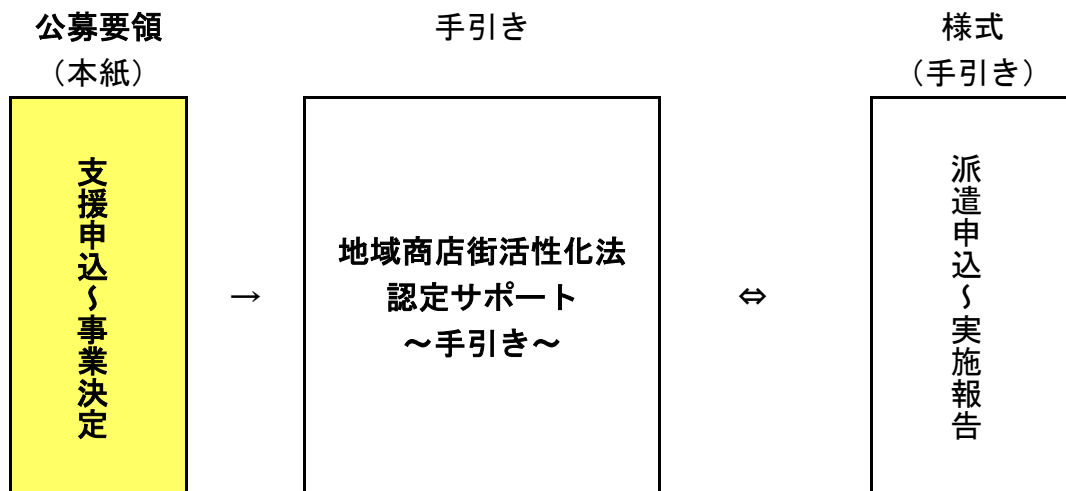 公募要領
（本紙）
手引き
様式
（手引き）
支援申込～事業決定
→
地域商店街活性化法
認定サポート
～手引き～
⇔
派遣申込～実施報告